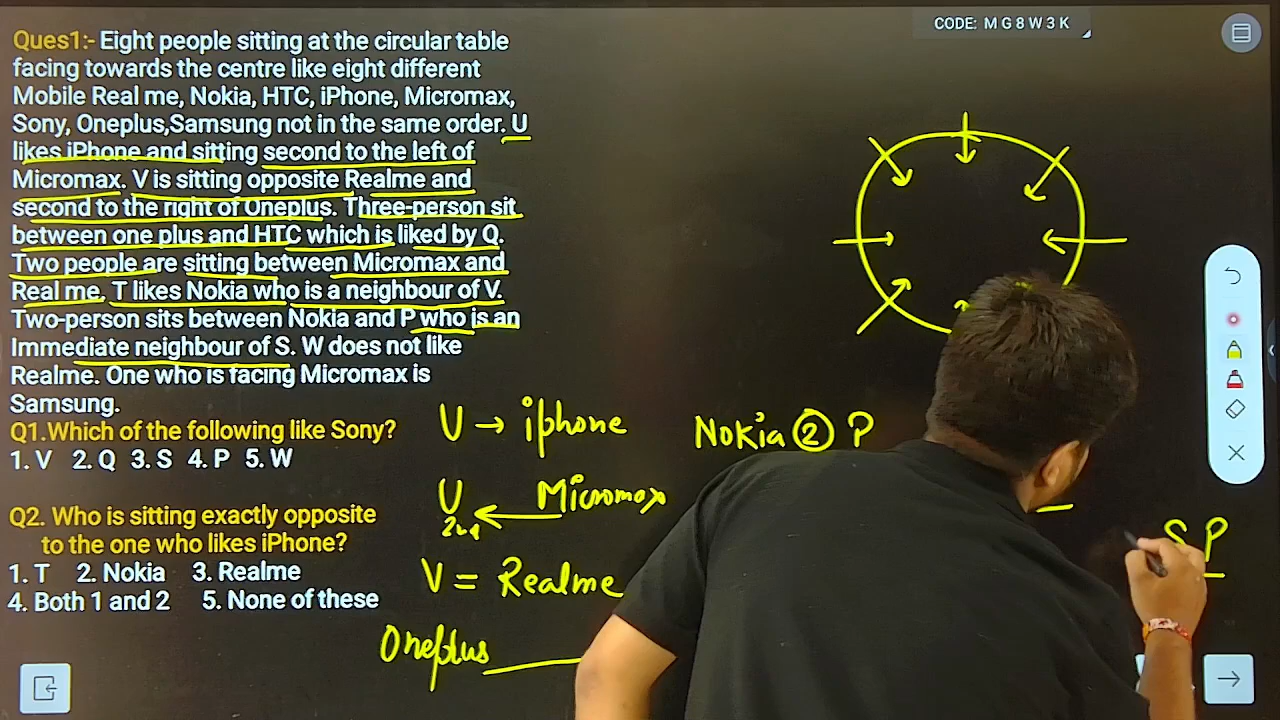 CODE: M G 8 W 3 K
Ques1:- Eight people sitting at the circular table
facing towards the centre like eight different
Mobile Real me, Nokia, HTC, iPhone, Micromax,
Sony, Oneplus,Samsung not in the same order. U
likes iPhone and sitting second to the left of
Micromax. V is sitting opposite Realme and
second to the right of Oneplus. Three-person sit
between one plus and HTC which is liked by Q.
Two people are sitting between Micromax and
Real me. T likes Nokia who is a neighbour of V.
Two-person sits between Nokia and P who is an
Immediate neighbour of S. W does not like
Realme. One who is facing Micromax is
Samsung.
Q1.Which of the following like Sony?
1. V 2. Q 3. S 4. P 5. W
Q2. Who is sitting exactly opposite
to the one who likes iPhone?
1. T 2. Nokia 3. Realme
4. Both 1 and 2 5. None of these
U → iphone
U ← Micromax
2nd
V = Realme
Oneplus
Nokia ② P
S P